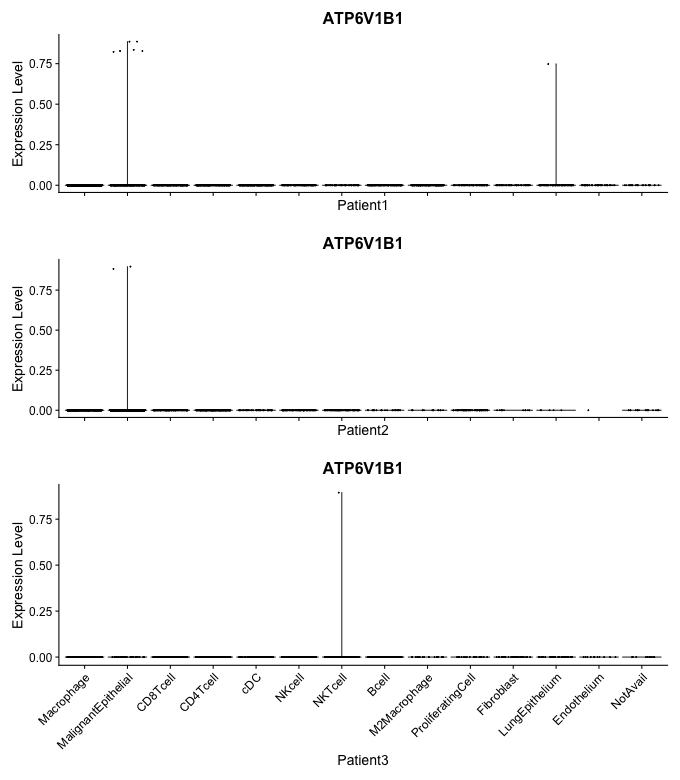 ATP6V1B1
Expression Level
0.75
0.50
0.25
0.00
Patient1
ATP6V1B1
Expression Level
0.75
0.50
0.25
0.00
Patient2
ATP6V1B1
Expression Level
0.75
0.50
0.25
0.00
Macrophage
MalignantEpithelial
CD8Tcell
CD4Tcell
cDC
NKcell
NKTcell
Bcell
M2Macrophage
ProliferatingCell
Fibroblast
LungEpithelium
Endothelium
NotAvail
Patient3